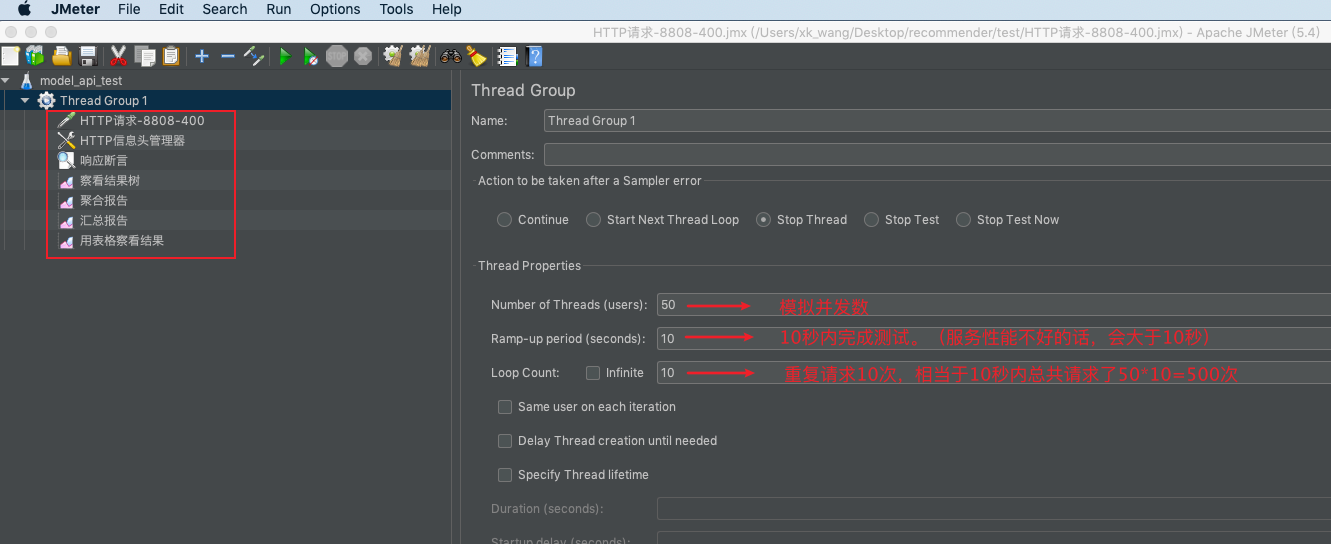 JMeter File Edit Search Run Options Tools Help
HTTP请求-8808-400.jmx (/Users/xk_wang/Desktop/recommender/test/HTTP请求-8808-400.jmx) - Apache JMeter (5.4)
STOP
model_api_test
Thread Group 1
HTTP请求-8808-400
HTTP信息头管理器
响应断言
察看结果树
聚合报告
汇总报告
用表格察看结果
Thread Group
Name: Thread Group 1
Comments:
Action to be taken after a Sampler error
Continue Start Next Thread Loop Stop Thread Stop Test Stop Test Now
Thread Properties
Number of Threads (users): 50 模拟并发数
Ramp-up period (seconds): 10 10秒内完成测试。（服务性能不好的话，会大于10秒）
Loop Count: Infinite 10 重复请求10次，相当于10秒内总共请求了50*10=500次
Same user on each iteration
Delay Thread creation until needed
Specify Thread lifetime
Duration (seconds):
Startup delay (seconds):